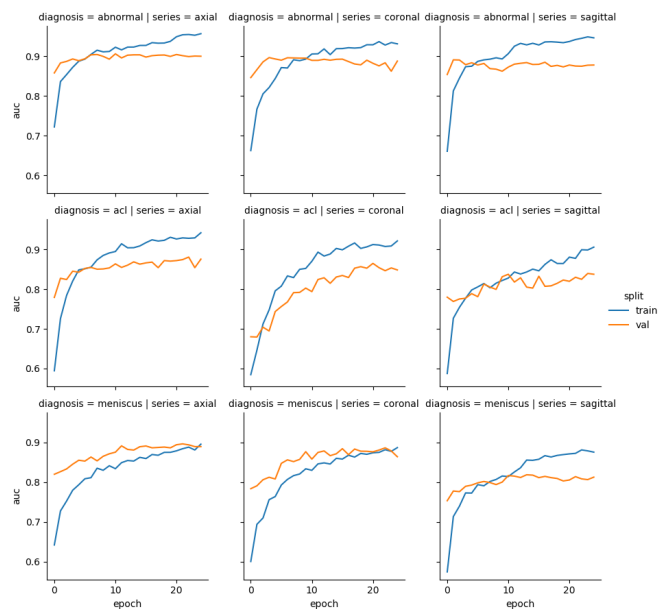 diagnosis = abnormal | series = axial
diagnosis = abnormal | series = coronal
diagnosis = abnormal | series = sagittal
0.9
0.8
0.7
0.6
auc
diagnosis = acl | series = axial
diagnosis = acl | series = coronal
diagnosis = acl | series = sagittal
0.9
0.8
0.7
0.6
auc
split
train
val
diagnosis = meniscus | series = axial
diagnosis = meniscus | series = coronal
diagnosis = meniscus | series = sagittal
0.9
0.8
0.7
0.6
auc
0 10 20
0 10 20
0 10 20
epoch
epoch
epoch